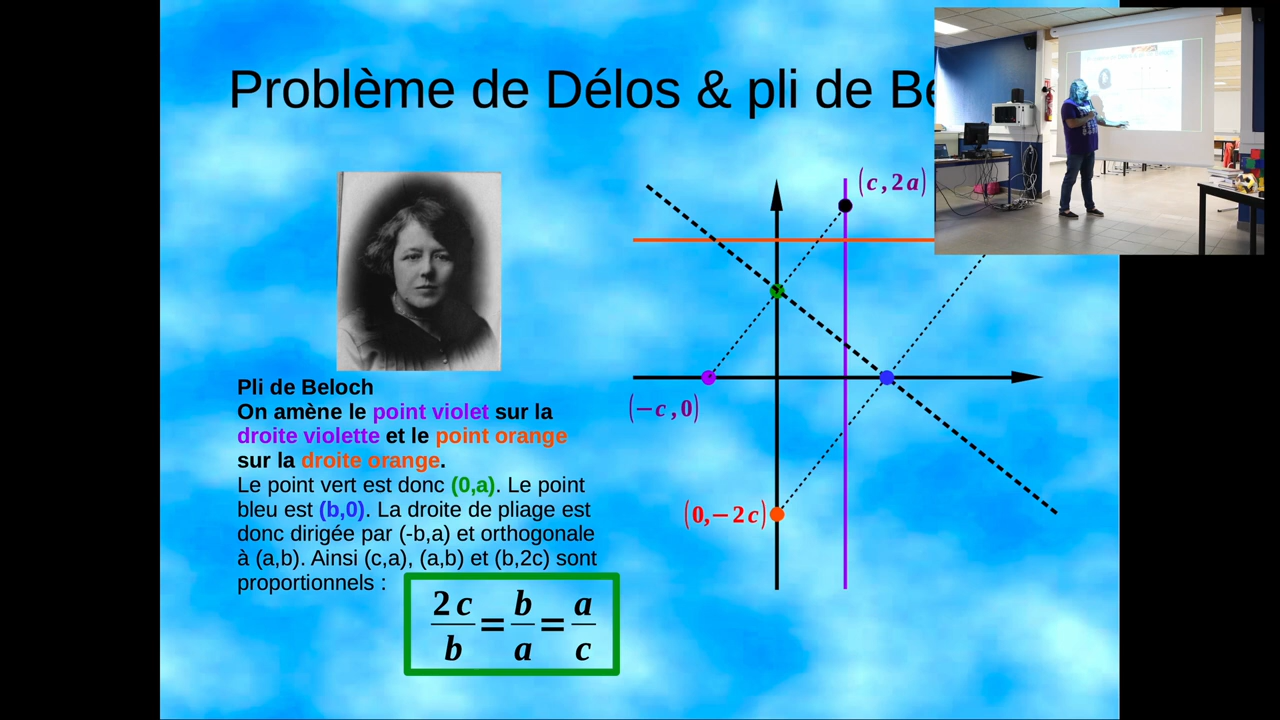 Problème de Délos & pli de
(c, 2a)
(−c, 0)
(0, −2c)
Pli de Beloch
On amène le point violet sur la
droite violette et le point orange
sur la droite orange.
Le point vert est donc (0,a). Le point
bleu est (b,0). La droite de pliage est
donc dirigée par (-b,a) et orthogonale
à (a,b). Ainsi (c,a), (a,b) et (b,2c) sont
proportionnels :
2c/b = b/a = a/c